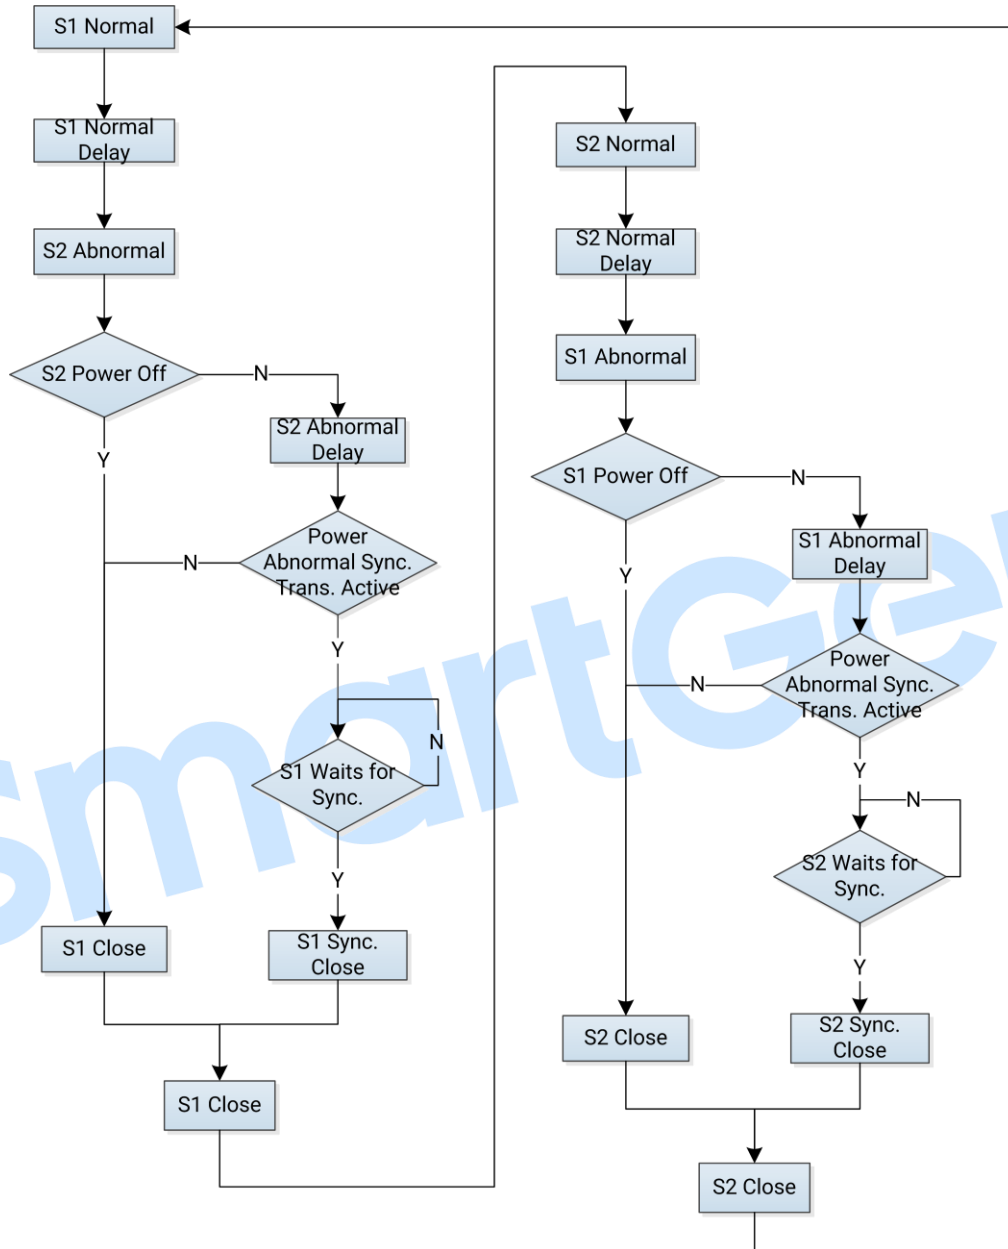 S1 Normal
S1 Normal
Delay
S2 Abnormal
S2 Power Off
N
Y
S2 Abnormal
Delay
Power
Abnormal Sync.
Trans. Active
N
Y
S1 Waits for
Sync.
N
Y
S1 Close
S1 Sync.
Close
S1 Close
S2 Normal
S2 Normal
Delay
S1 Abnormal
S1 Power Off
N
Y
S1 Abnormal
Delay
Power
Abnormal Sync.
Trans. Active
N
Y
N
S2 Waits for
Sync.
Y
S2 Close
S2 Sync.
Close
S2 Close
smartGe